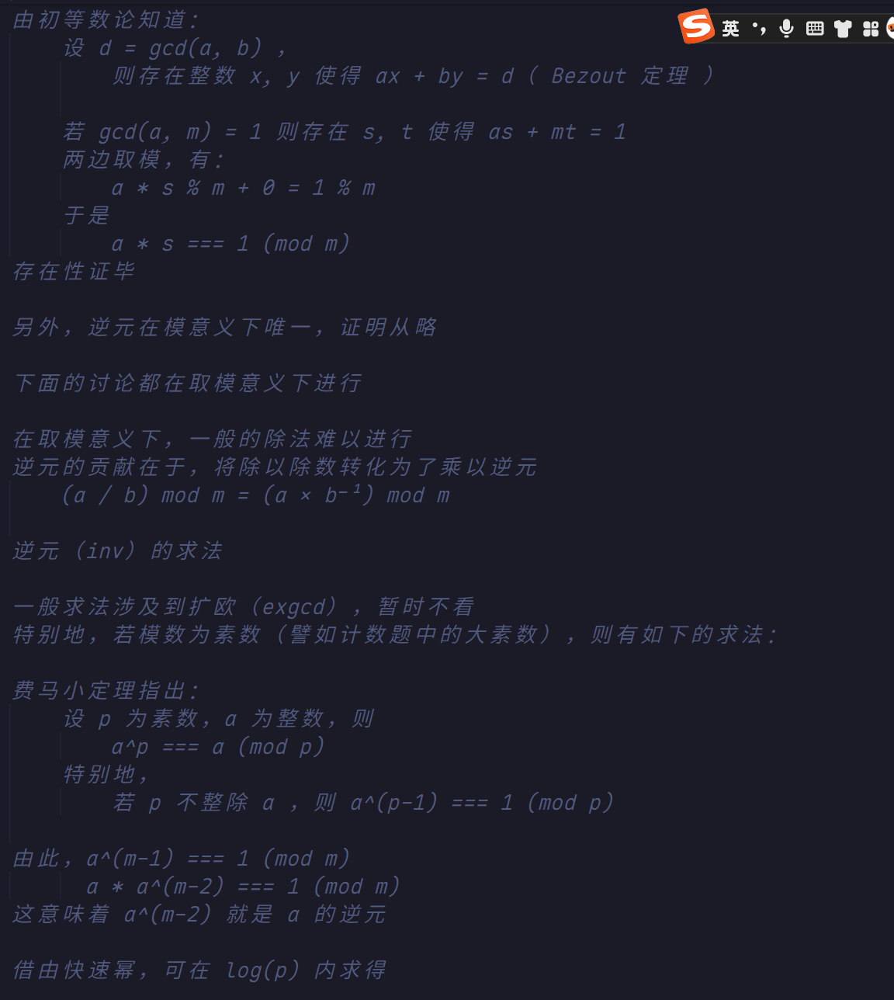 由初等数论知道：
英
设 d = gcd(a, b) ，
则存在整数 x, y 使得 ax + by = d（ Bezout 定理 ）
若 gcd(a, m) = 1 则存在 s, t 使得 as + mt = 1
两边取模，有：
a * s % m + 0 = 1 % m
于是
a * s === 1 (mod m)
存在性证毕
另外，逆元在模意义下唯一，证明从略
下面的讨论都在取模意义下进行
在取模意义下，一般的除法难以进行
逆元的贡献在于，将除以除数转化为了乘以逆元
(a / b) mod m = (a × b⁻¹) mod m
逆元（inv）的求法
一般求法涉及到扩欧（exgcd），暂时不看
特别地，若模数为素数（譬如计数题中的大素数），则有如下的求法：
费马小定理指出：
设 p 为素数，a 为整数，则
a^p === a (mod p)
特别地，
若 p 不整除 a ，则 a^(p-1) === 1 (mod p)
由此，a^(m-1) === 1 (mod m)
a * a^(m-2) === 1 (mod m)
这意味着 a^(m-2) 就是 a 的逆元
借由快速幂，可在 log(p) 内求得